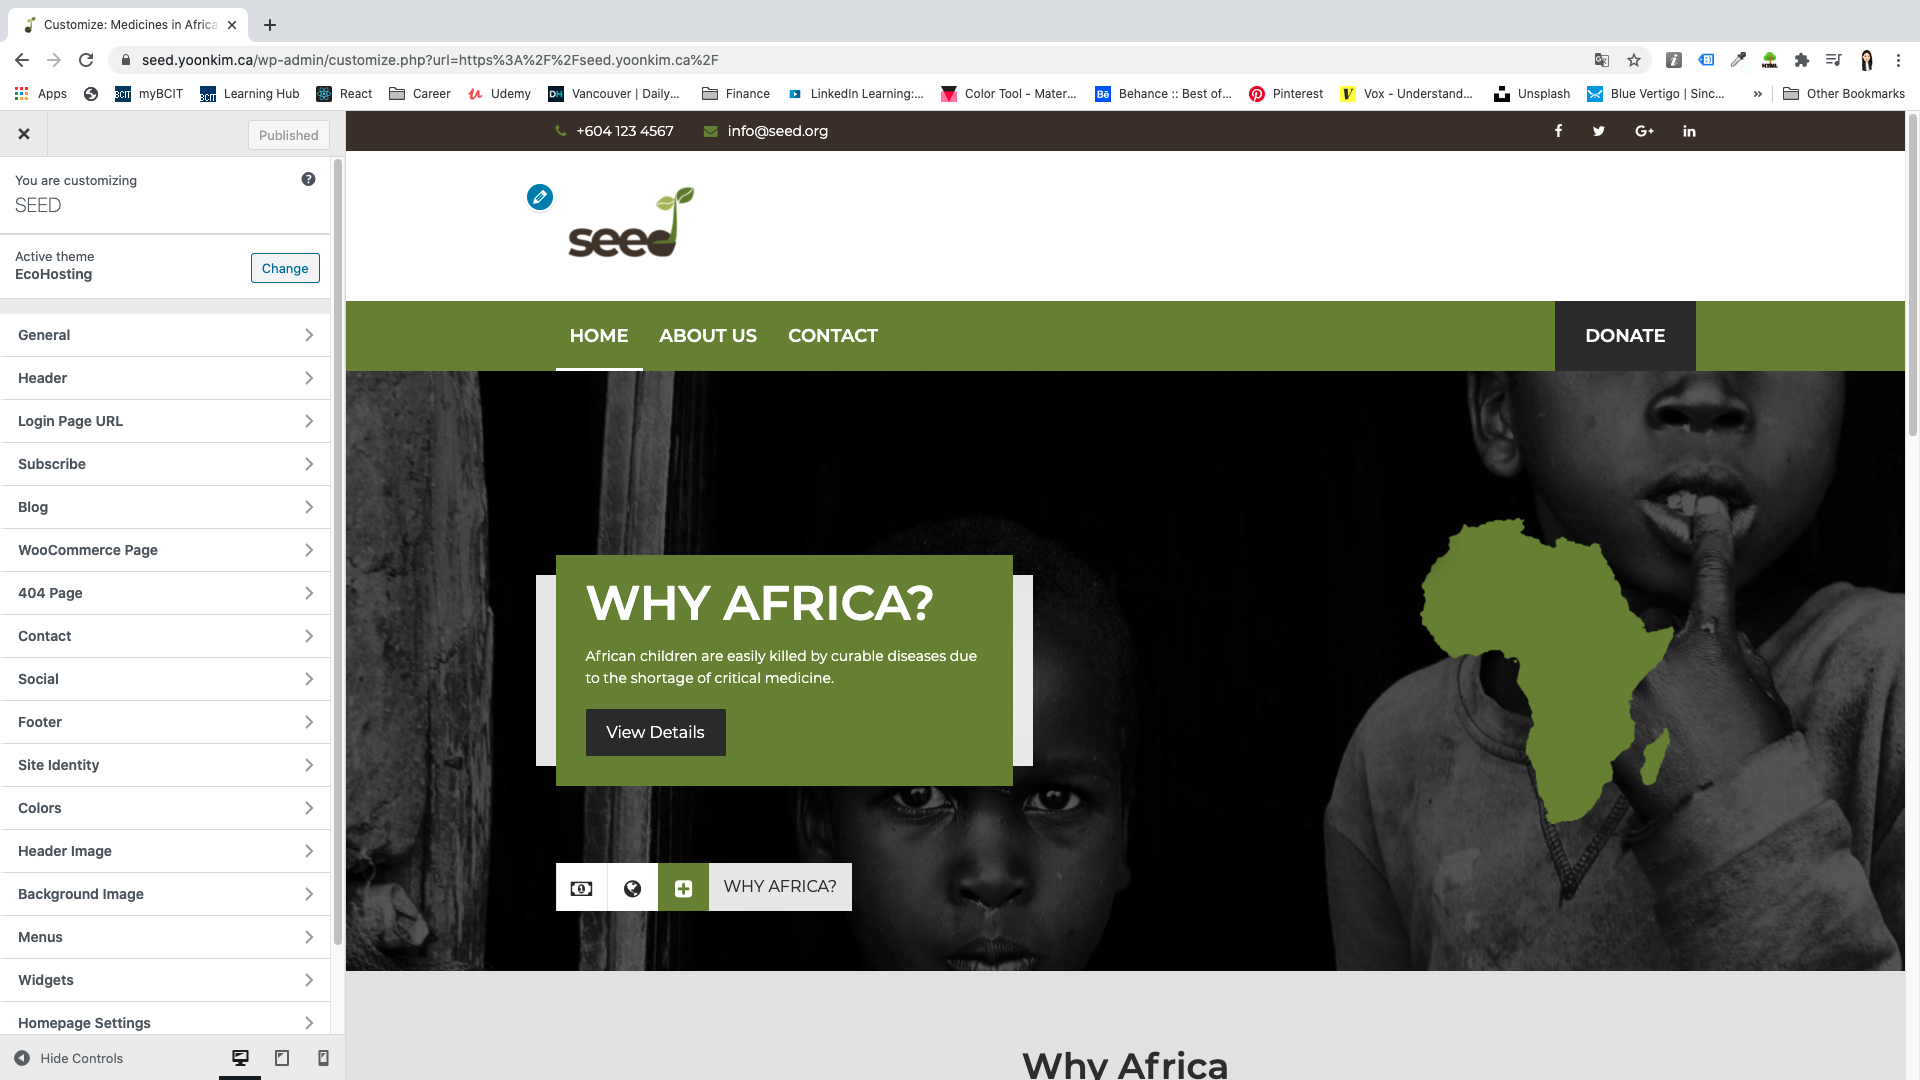 Customize: Medicines in Africa
seed.yoonkim.ca/wp-admin/customize.php?url=https%3A%2F%2Fseed.yoonkim.ca%2F
Apps
BCIT myBCIT
BCIT Learning Hub
React
Career
Udemy
DH Vancouver | Daily...
Finance
LinkedIn Learning:...
Color Tool - Mater...
Bē Behance :: Best of...
Pinterest
V Vox - Understand...
Unsplash
Blue Vertigo | Sinc...
»
Other Bookmarks
Published
You are customizing
SEED
Active theme
EcoHosting
Change
General
Header
Login Page URL
Subscribe
Blog
WooCommerce Page
404 Page
Contact
Social
Footer
Site Identity
Colors
Header Image
Background Image
Menus
Widgets
Homepage Settings
Hide Controls
+604 123 4567
info@seed.org
seed
HOME
ABOUT US
CONTACT
DONATE
WHY AFRICA?
African children are easily killed by curable diseases due
to the shortage of critical medicine.
View Details
WHY AFRICA?
Why Africa